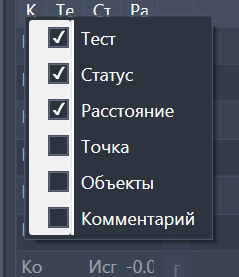 К Те Ст Ра
Тест
Статус
Расстояние
Точка
Объекты
Комментарий
Ко Исг -0.0